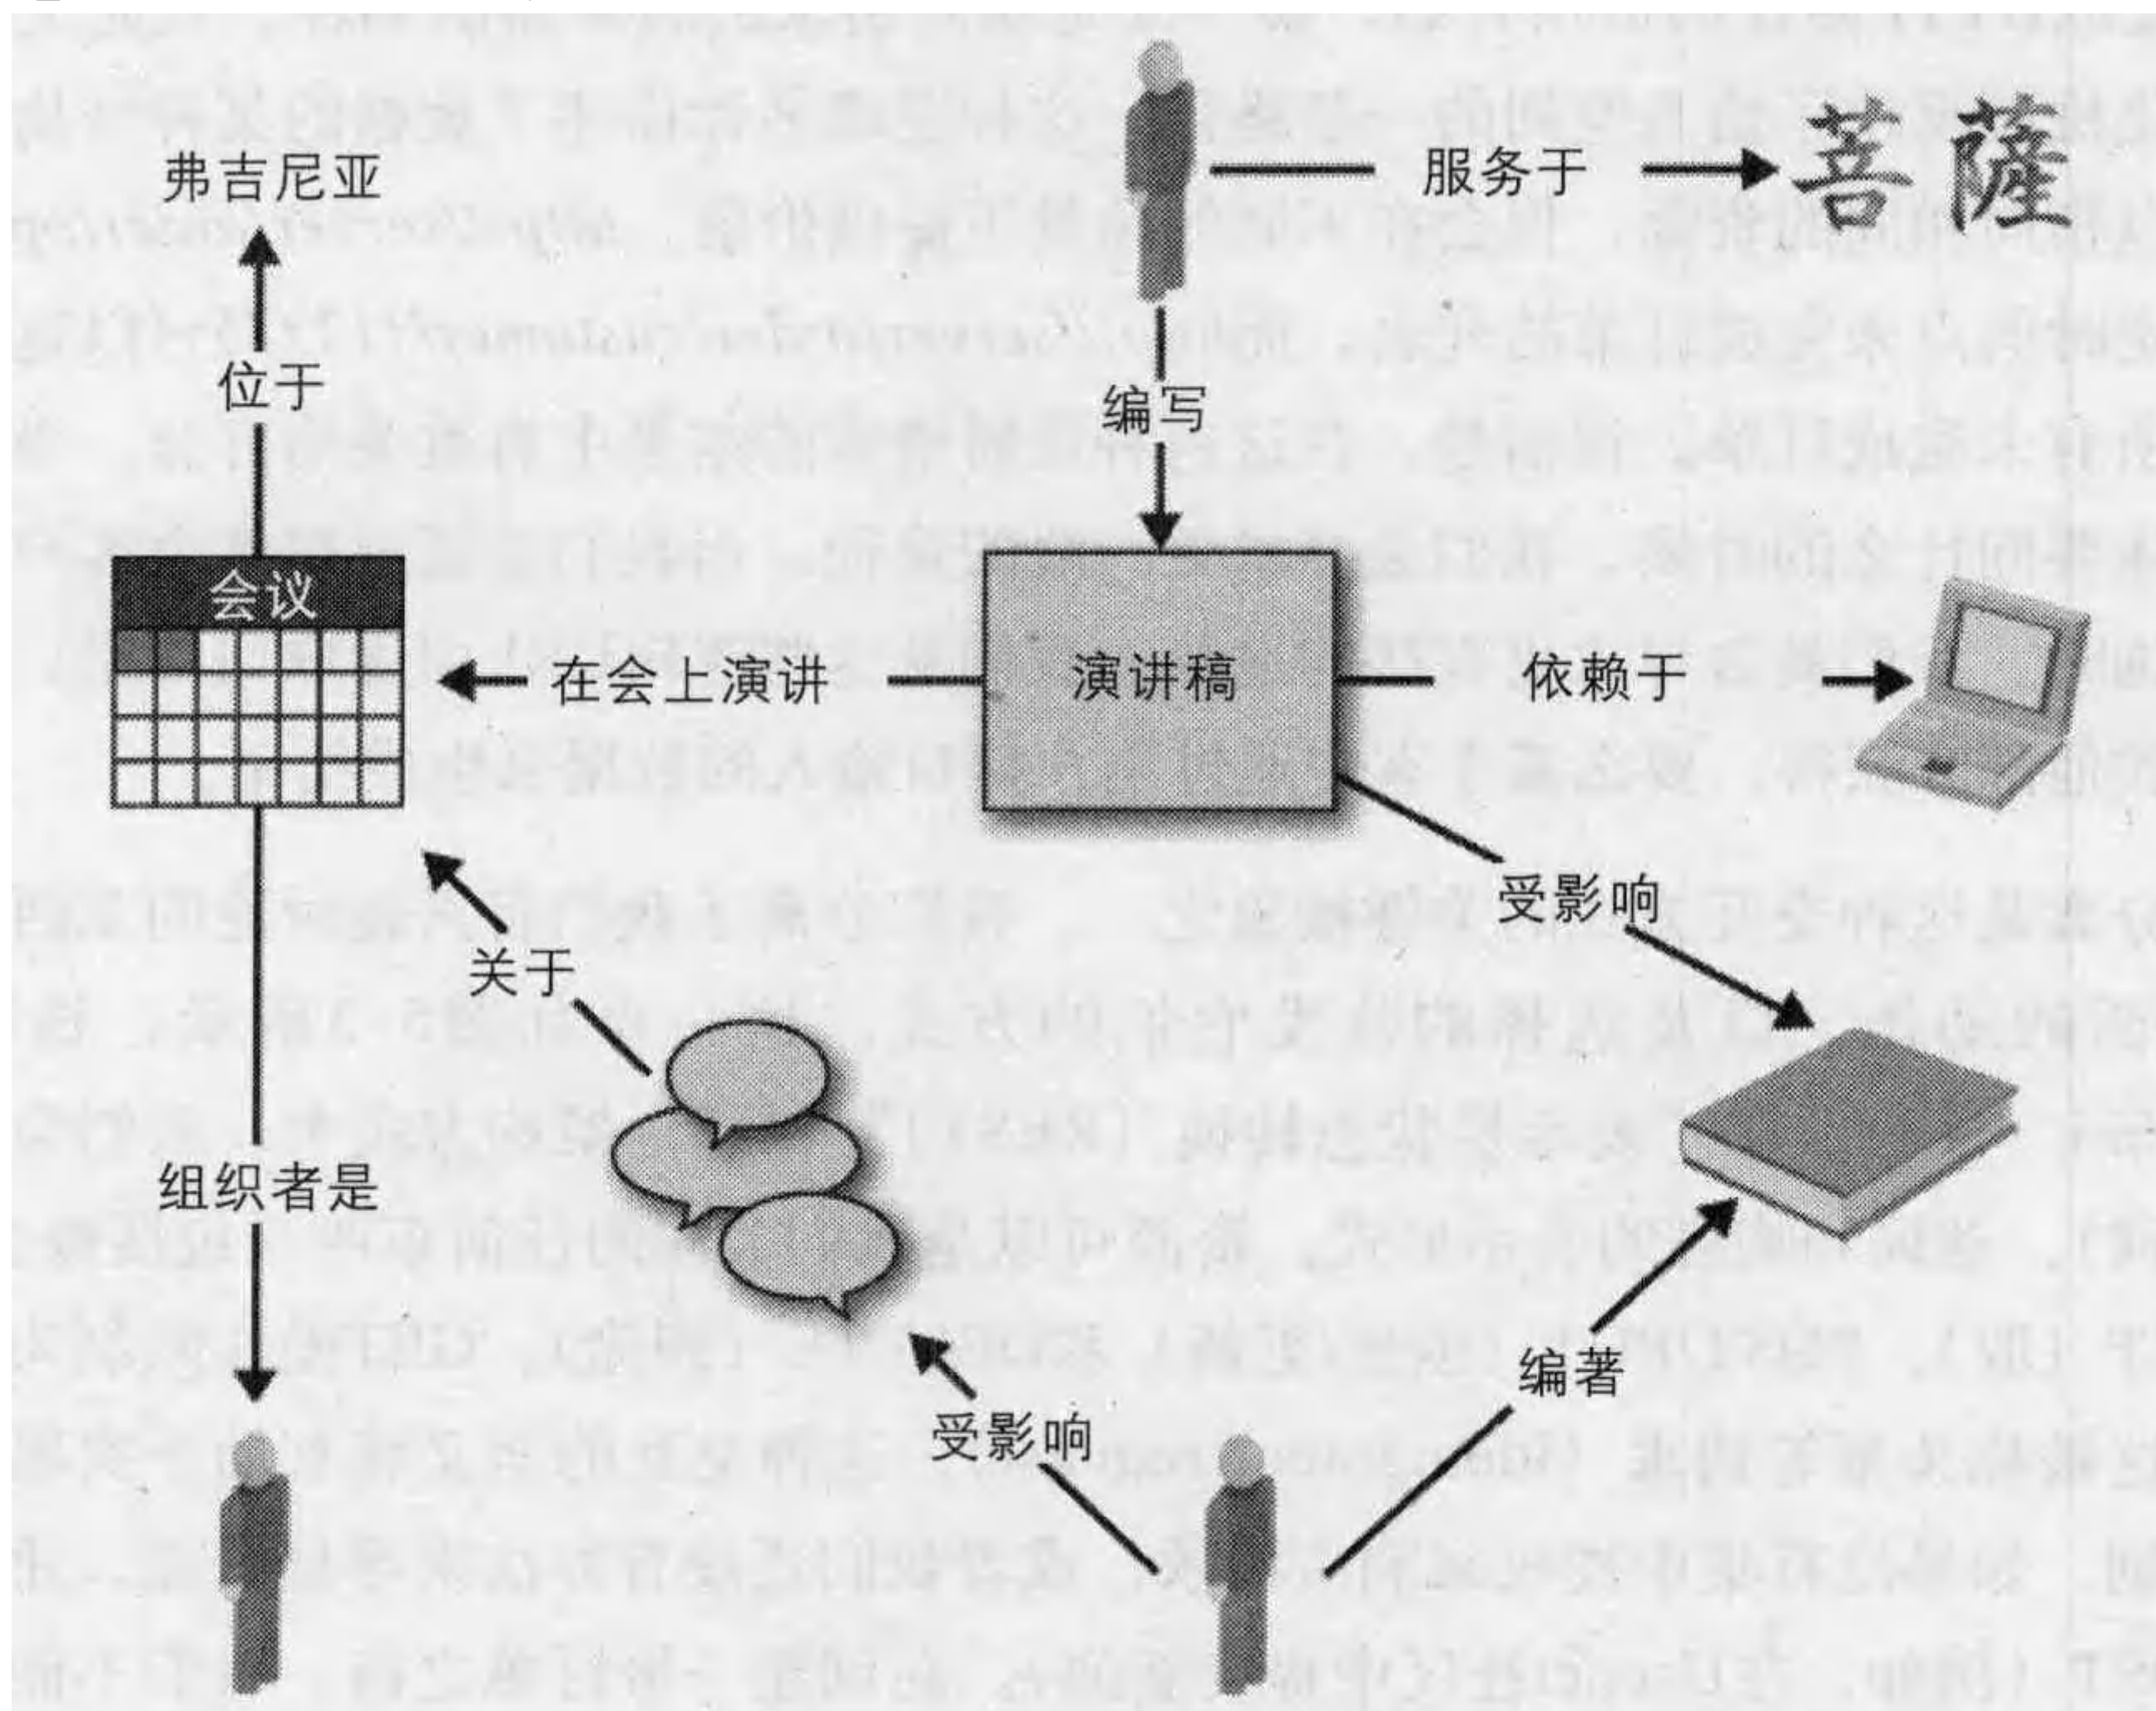 弗吉尼亚
服务于
菩薩
位于
编写
会议
在会上演讲
演讲稿
依赖于
受影响
关于
组织者是
编著
受影响